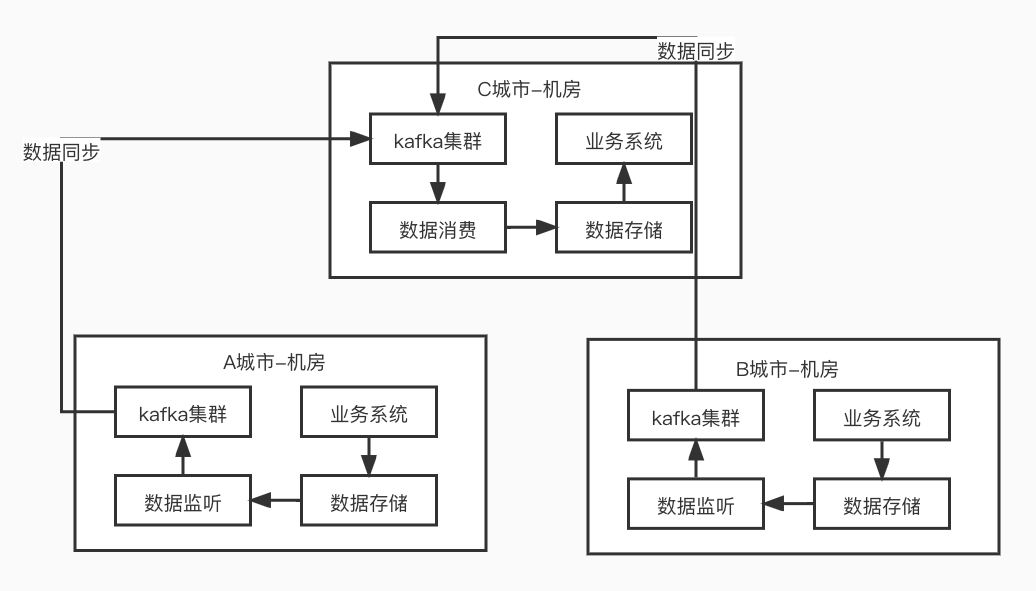 数据同步
C城市-机房
kafka集群
业务系统
数据同步
数据消费
数据存储
A城市-机房
kafka集群
业务系统
数据监听
数据存储
B城市-机房
kafka集群
业务系统
数据监听
数据存储